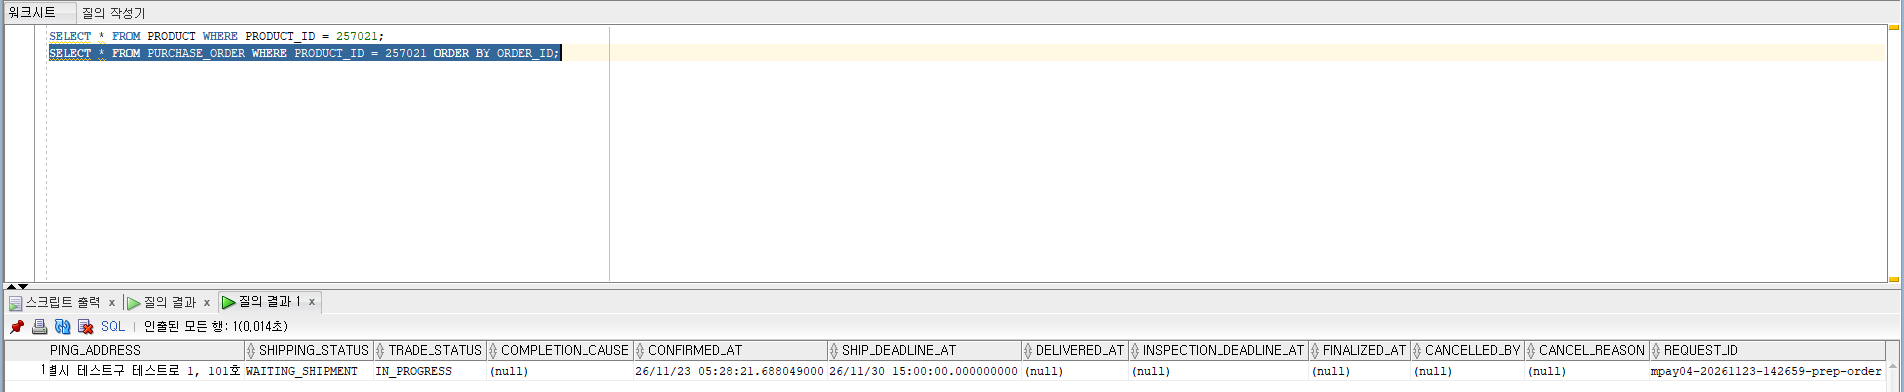 워크시트 질의 작성기
SELECT * FROM PRODUCT WHERE PRODUCT_ID = 257021;
SELECT * FROM PURCHASE_ORDER WHERE PRODUCT_ID = 257021 ORDER BY ORDER_ID;
스크립트 출력 x 질의 결과 x 질의 결과 1 x
SQL 인출된 모든 행: 1(0,014초)
PING_ADDRESS SHIPPING_STATUS TRADE_STATUS COMPLETION_CAUSE CONFIRMED_AT SHIP_DEADLINE_AT DELIVERED_AT INSPECTION_DEADLINE_AT FINALIZED_AT CANCELLED_BY CANCEL_REASON REQUEST_ID
1 별시 테스트구 테스트로 1, 101호 WAITING_SHIPMENT IN_PROGRESS (null) 26/11/23 05:28:21.688049000 26/11/30 15:00:00.000000000 (null) (null) (null) (null) (null) mpay04-20261123-142659-prep-order